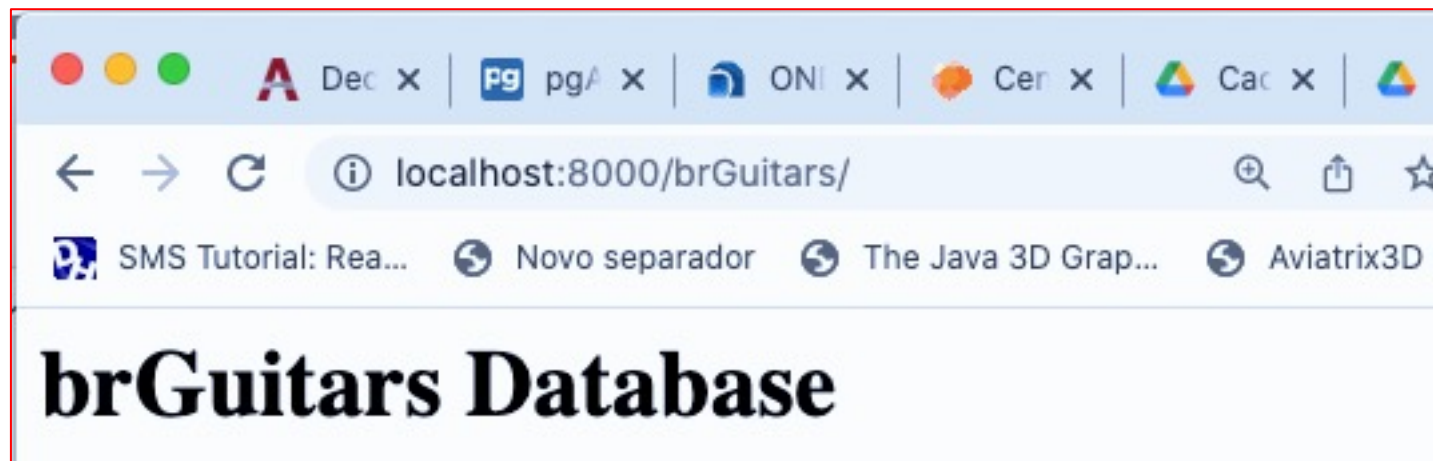 Dec pgA ONI Cer Cac
localhost:8000/brGuitars/
SMS Tutorial: Rea... Novo separador The Java 3D Grap... Aviatrix3D
brGuitars Database